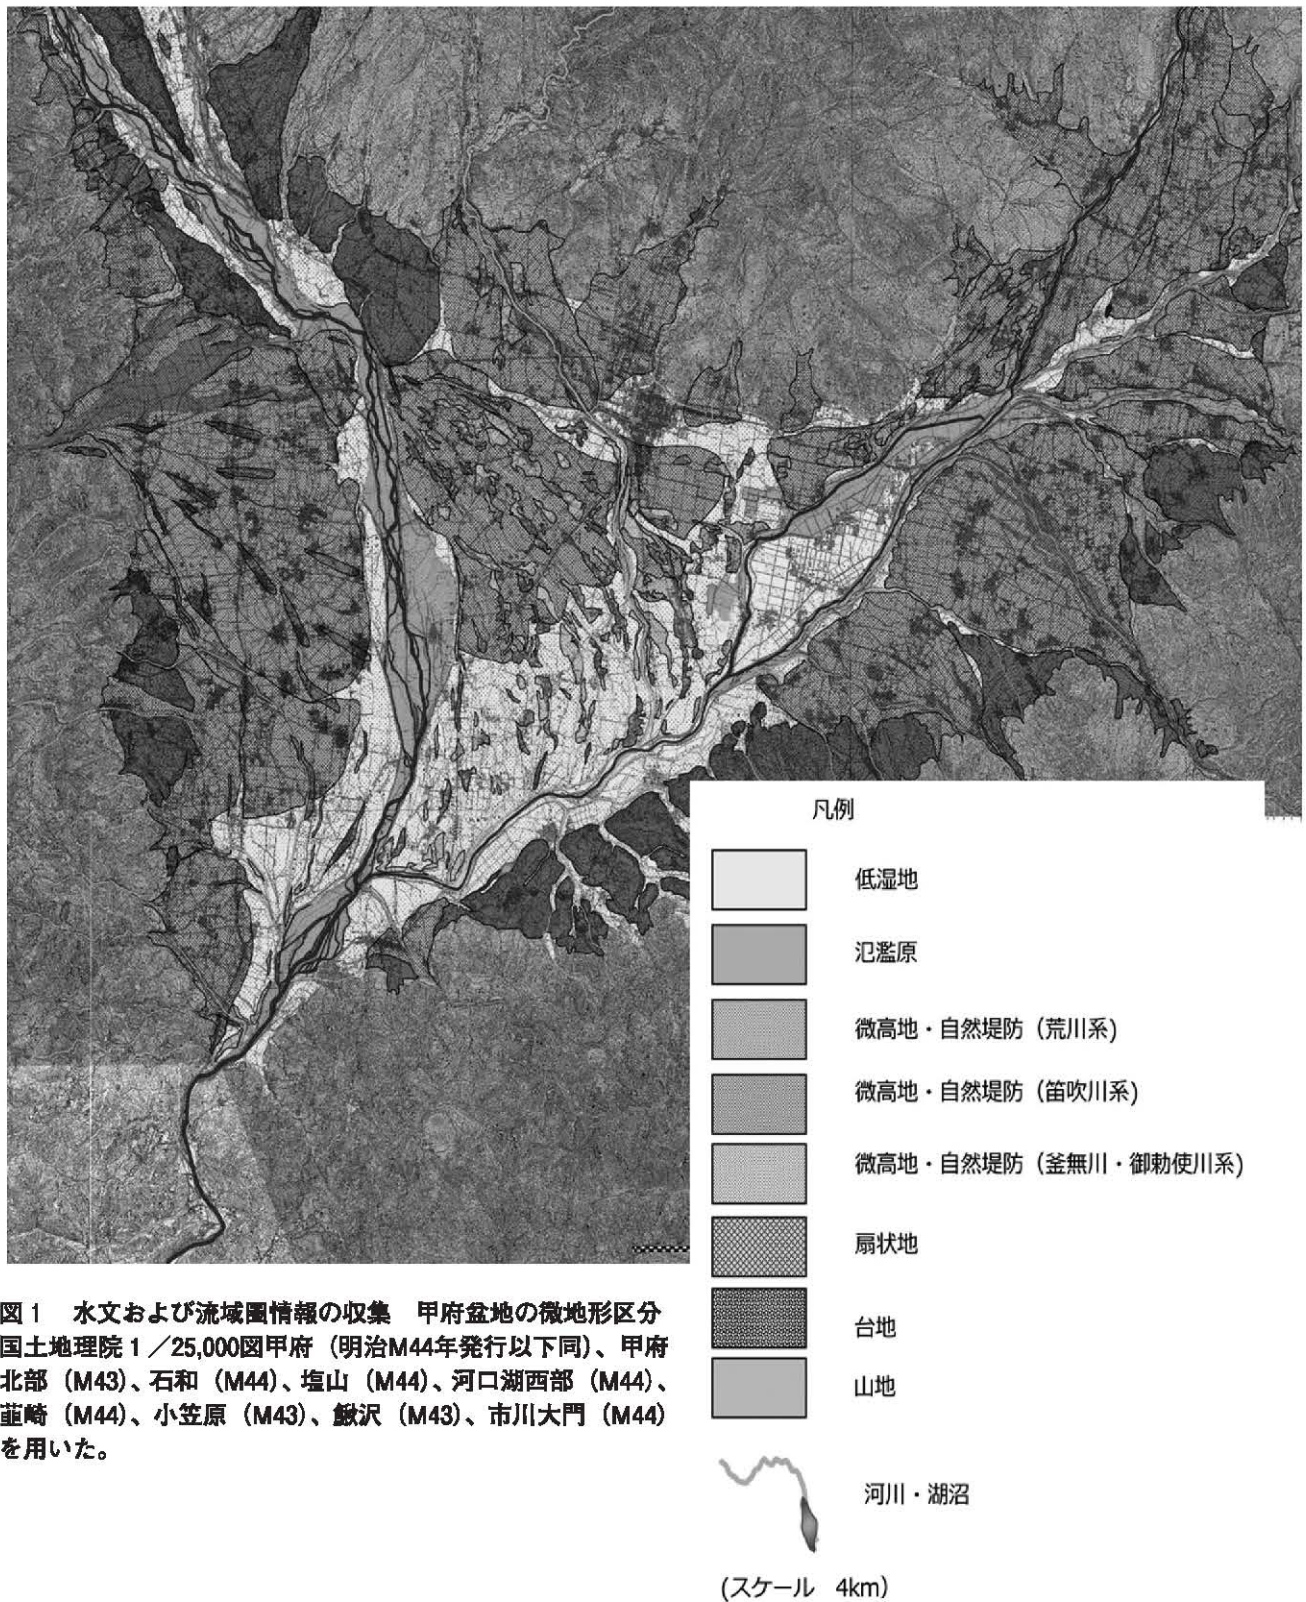 凡例
低湿地
氾濫原
微高地・自然堤防（荒川系）
微高地・自然堤防（笛吹川系）
微高地・自然堤防（釜無川・御勅使川系）
扇状地
台地
山地
河川・湖沼
(スケール　4km）
図１　水文および流域圏情報の収集　甲府盆地の微地形区分
国土地理院１／25,000図甲府（明治M44年発行以下同）、甲府
北部（M43）、石和（M44）、塩山（M44）、河口湖西部（M44）、
韮崎（M44）、小笠原（M43）、鰍沢（M43）、市川大門（M44）
を用いた。